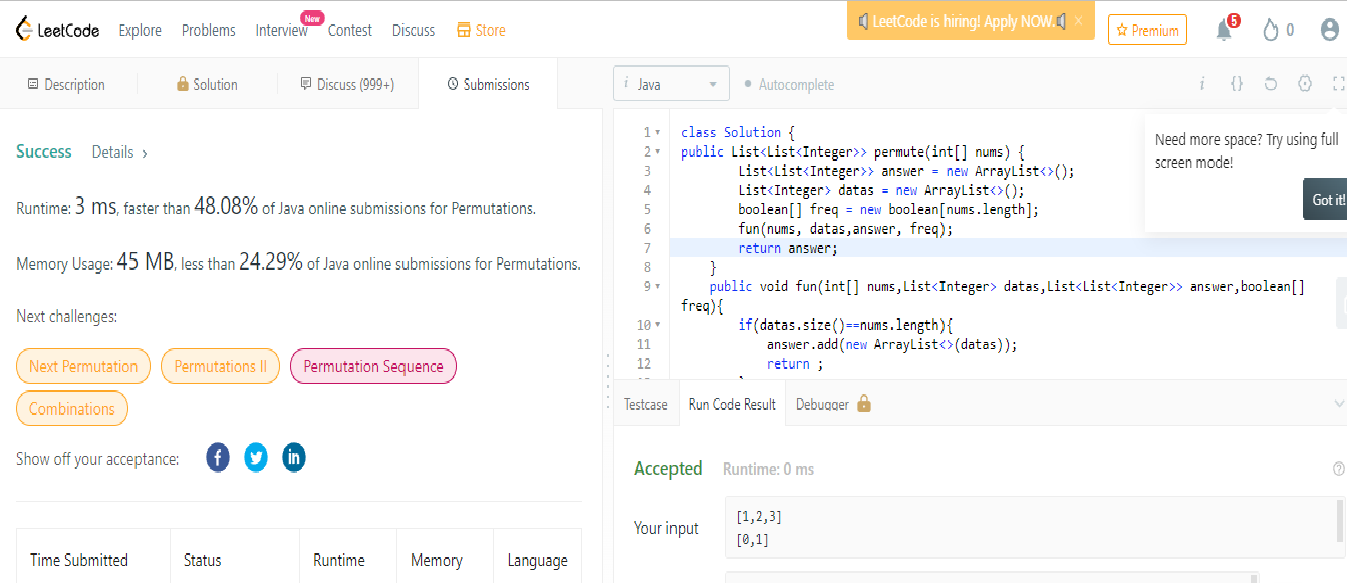 LeetCode Explore Problems Interview New Contest Discuss Store LeetCode is hiring! Apply NOW. × Premium 5 0
Description Solution Discuss (999+) Submissions
Success Details ›
Runtime: 3 ms, faster than 48.08% of Java online submissions for Permutations.
Memory Usage: 45 MB, less than 24.29% of Java online submissions for Permutations.
Next challenges:
Next Permutation Permutations II Permutation Sequence
Combinations
Show off your acceptance:
Time Submitted Status Runtime Memory Language
i Java Autocomplete i {}
Need more space? Try using full
screen mode!
Got it!
1 class Solution {
2 public List<List<Integer>> permute(int[] nums) {
3 List<List<Integer>> answer = new ArrayList<>();
4 List<Integer> datas = new ArrayList<>();
5 boolean[] freq = new boolean[nums.length];
6 fun(nums, datas,answer, freq);
7 return answer;
8 }
9 public void fun(int[] nums,List<Integer> datas,List<List<Integer>> answer,boolean[]
freq){
10 if(datas.size()==nums.length){
11 answer.add(new ArrayList<>(datas));
12 return ;
Testcase Run Code Result Debugger
Accepted Runtime: 0 ms
Your input
[1,2,3]
[0,1]